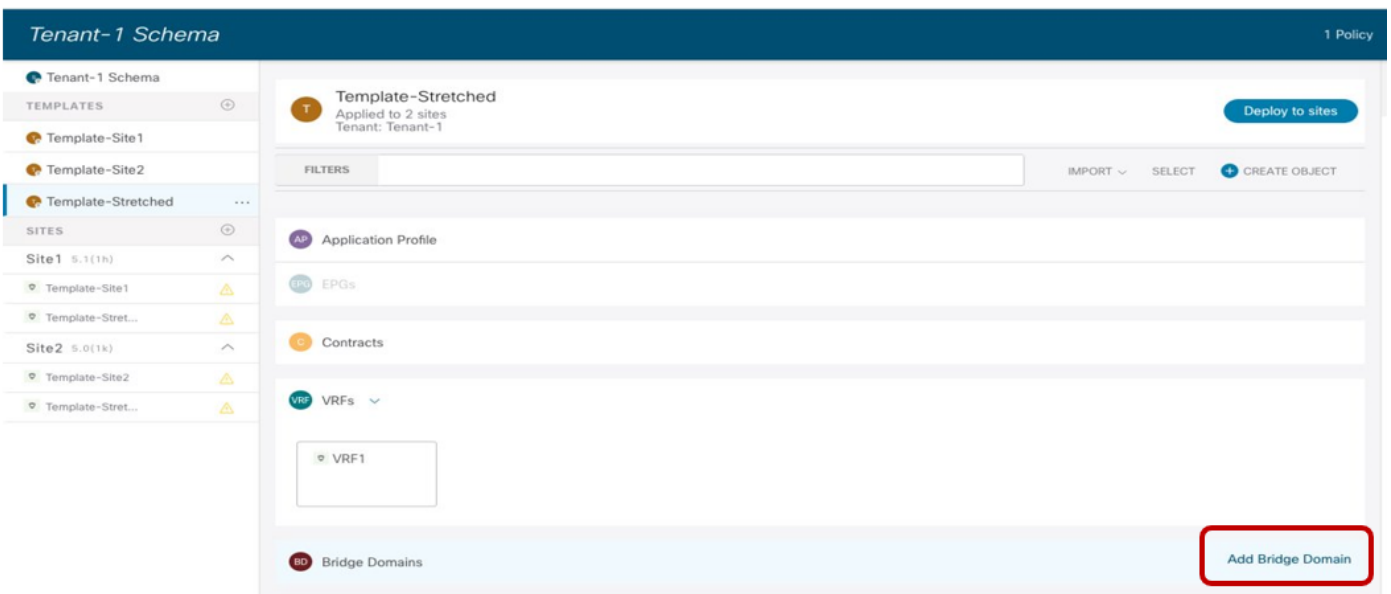 Tenant-1 Schema
1 Policy
Tenant-1 Schema
TEMPLATES
Template-Site1
Template-Site2
Template-Stretched
...
SITES
Site1 5.1(1h)
Template-Site1
Template-Stret...
Site2 5.0(1k)
Template-Site2
Template-Stret...
T
Template-Stretched
Applied to 2 sites
Tenant: Tenant-1
Deploy to sites
FILTERS
IMPORT
SELECT
CREATE OBJECT
AP Application Profile
EPG EPGs
C Contracts
VRF VRFs
VRF1
BD Bridge Domains
Add Bridge Domain